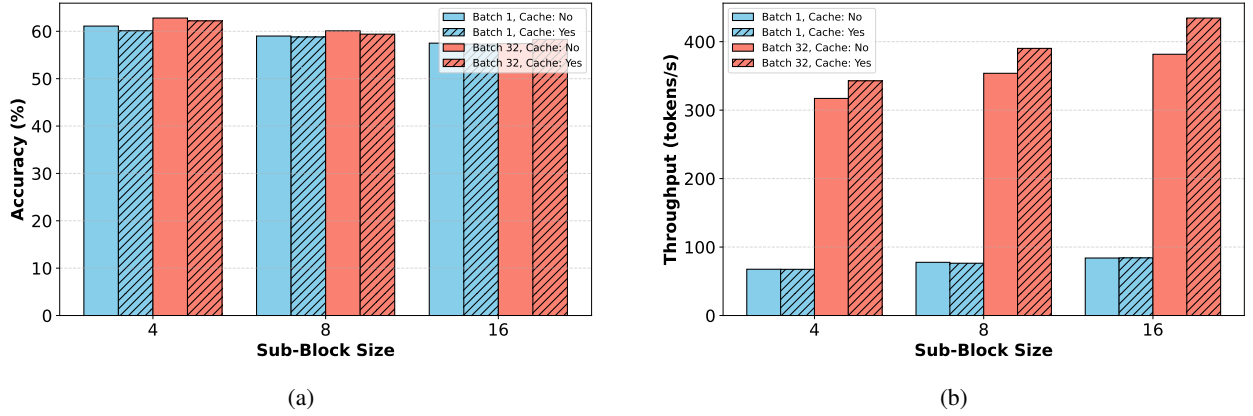 Accuracy (%)
60
50
40
30
20
10
0
4
8
16
Sub-Block Size
Batch 1, Cache: No
Batch 1, Cache: Yes
Batch 32, Cache: No
Batch 32, Cache: Yes
(a)
Throughput (tokens/s)
400
300
200
100
0
4
8
16
Sub-Block Size
Batch 1, Cache: No
Batch 1, Cache: Yes
Batch 32, Cache: No
Batch 32, Cache: Yes
(b)